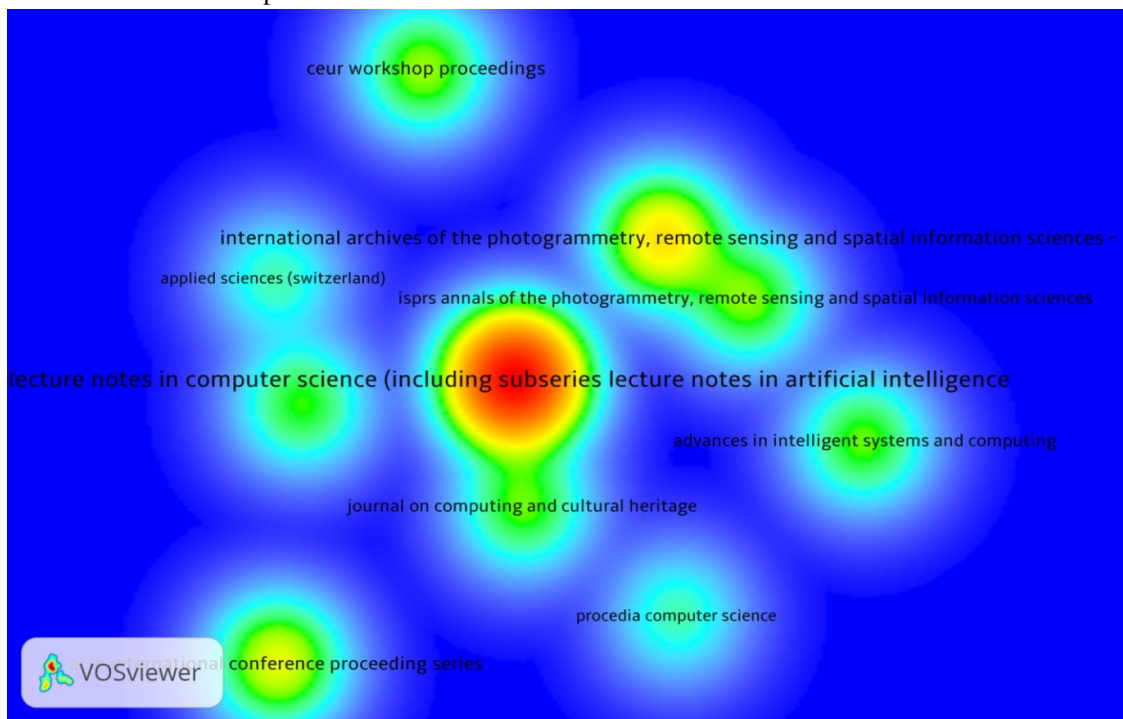 ceur workshop proceedings
international archives of the photogrammetry, remote sensing and spatial information sciences -
applied sciences (switzerland)
isprs annals of the photogrammetry, remote sensing and spatial information sciences
lecture notes in computer science (including subseries lecture notes in artificial intelligence
advances in intelligent systems and computing
journal on computing and cultural heritage
procedia computer science
international conference proceeding series
VOSviewer